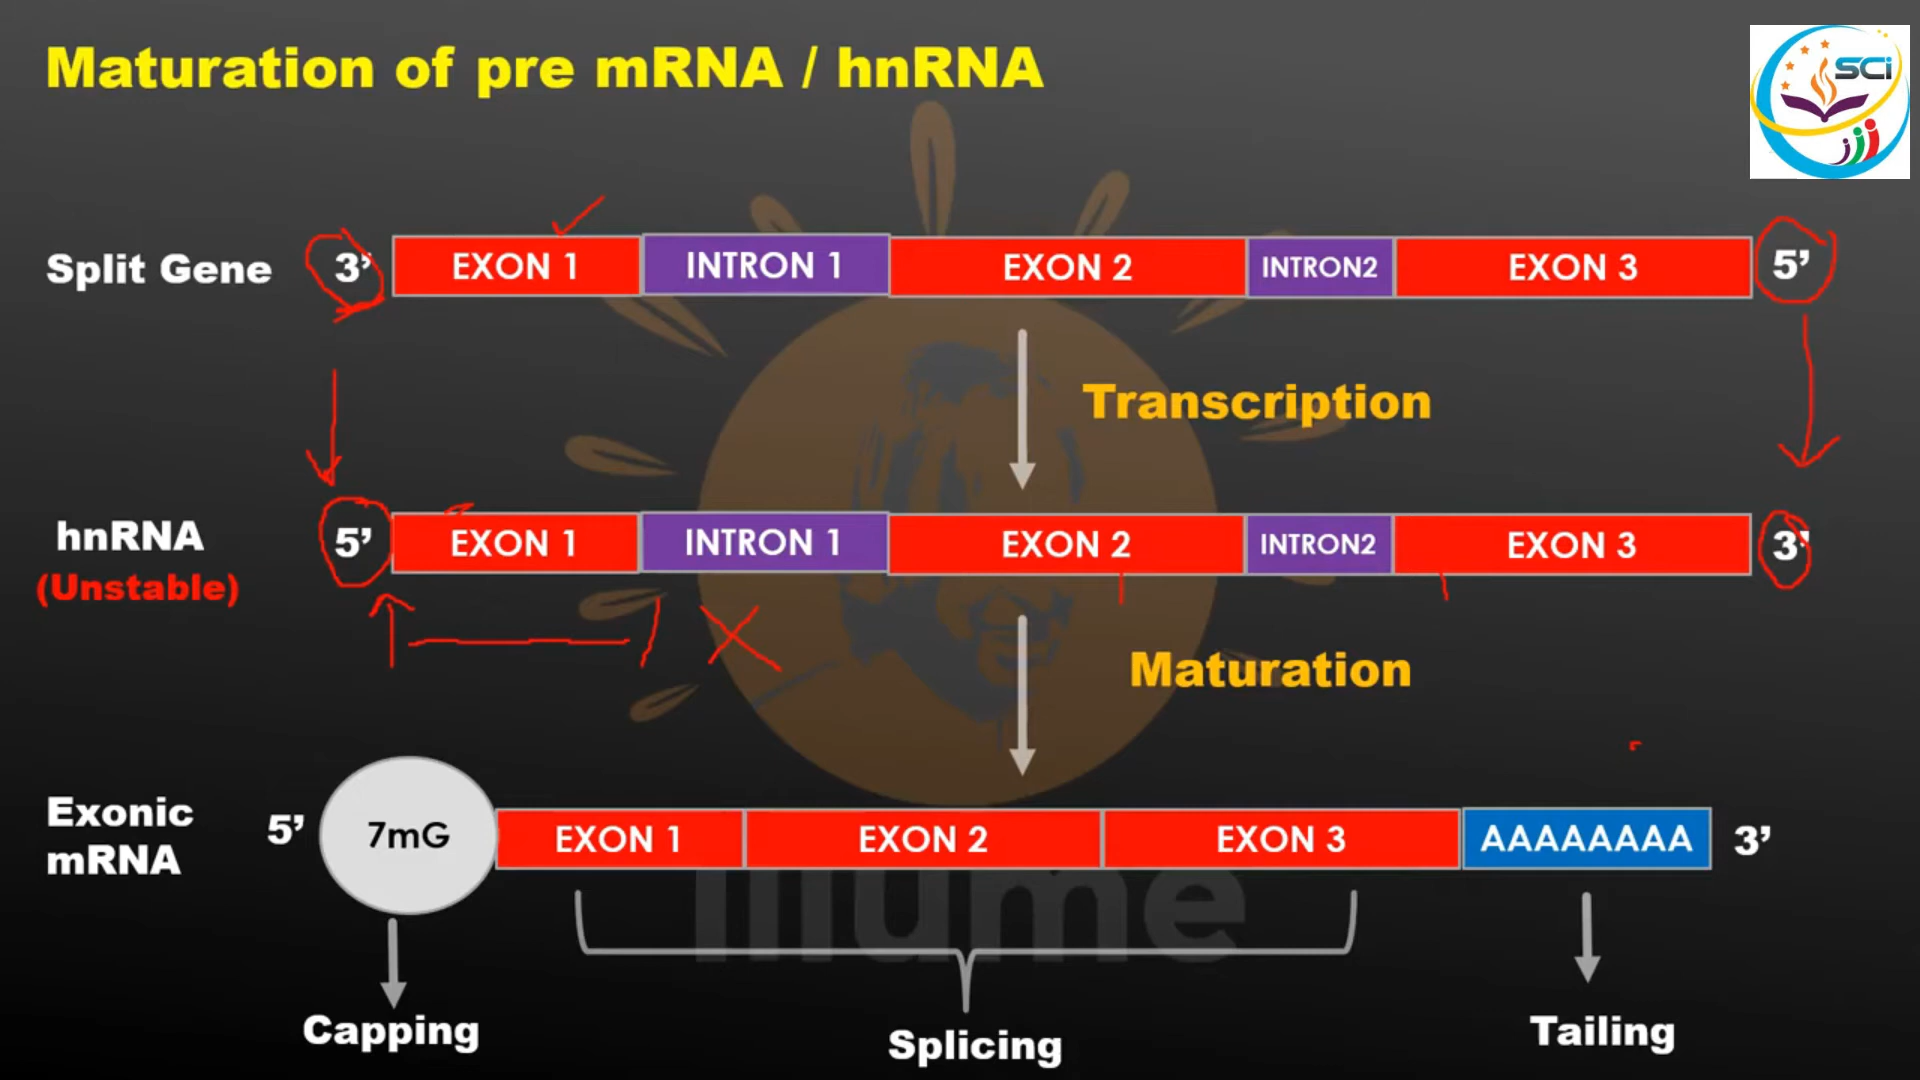 Maturation of pre mRNA / hnRNA
SCi
Split Gene 3’ EXON 1 INTRON 1 EXON 2 INTRON2 EXON 3 5’
Transcription
hnRNA 5’ EXON 1 INTRON 1 EXON 2 INTRON2 EXON 3 3’
(Unstable)
Maturation
Exonic
mRNA
5’ 7mG EXON 1 EXON 2 EXON 3 AAAAAAAA 3’
illume
Capping
Splicing
Tailing